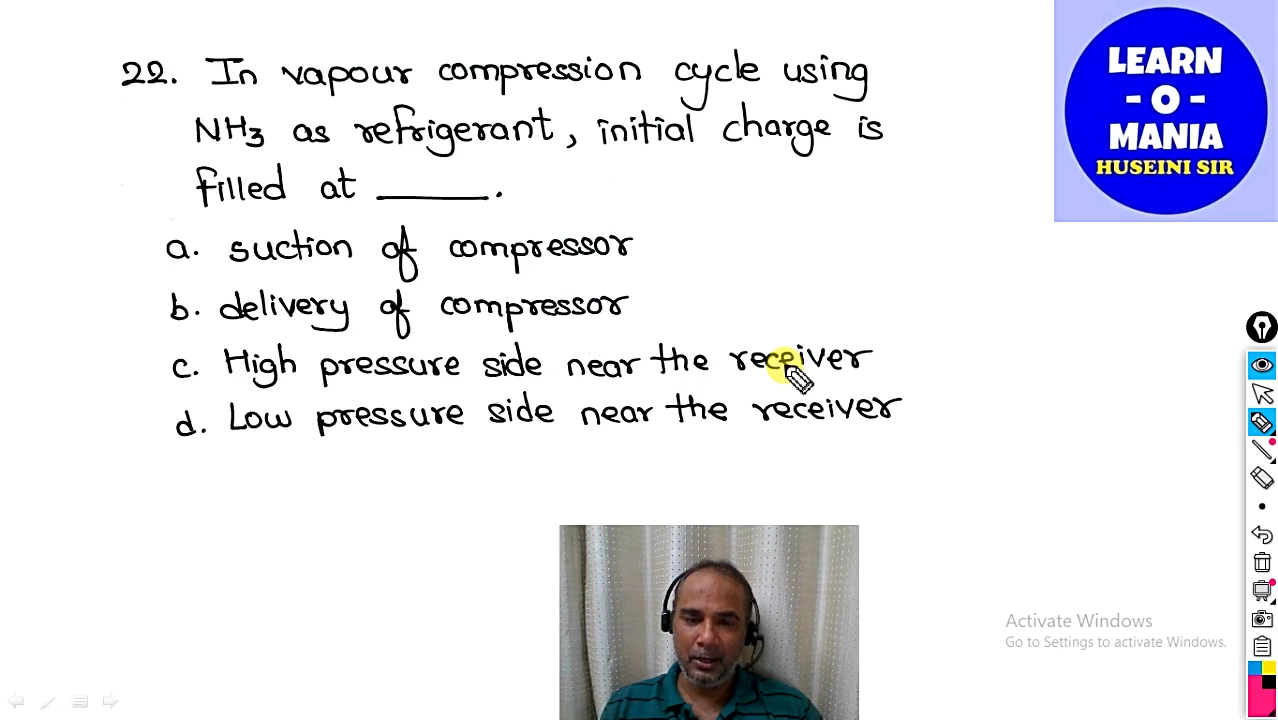 22. In vapour compression cycle using
NH3 as refrigerant, initial charge is
filled at ______.
a. suction of compressor
b. delivery of compressor
c. High pressure side near the receiver
d. Low pressure side near the receiver
LEARN
- O -
MANIA
HUSEINI SIR
Activate Windows
Go to Settings to activate Windows.